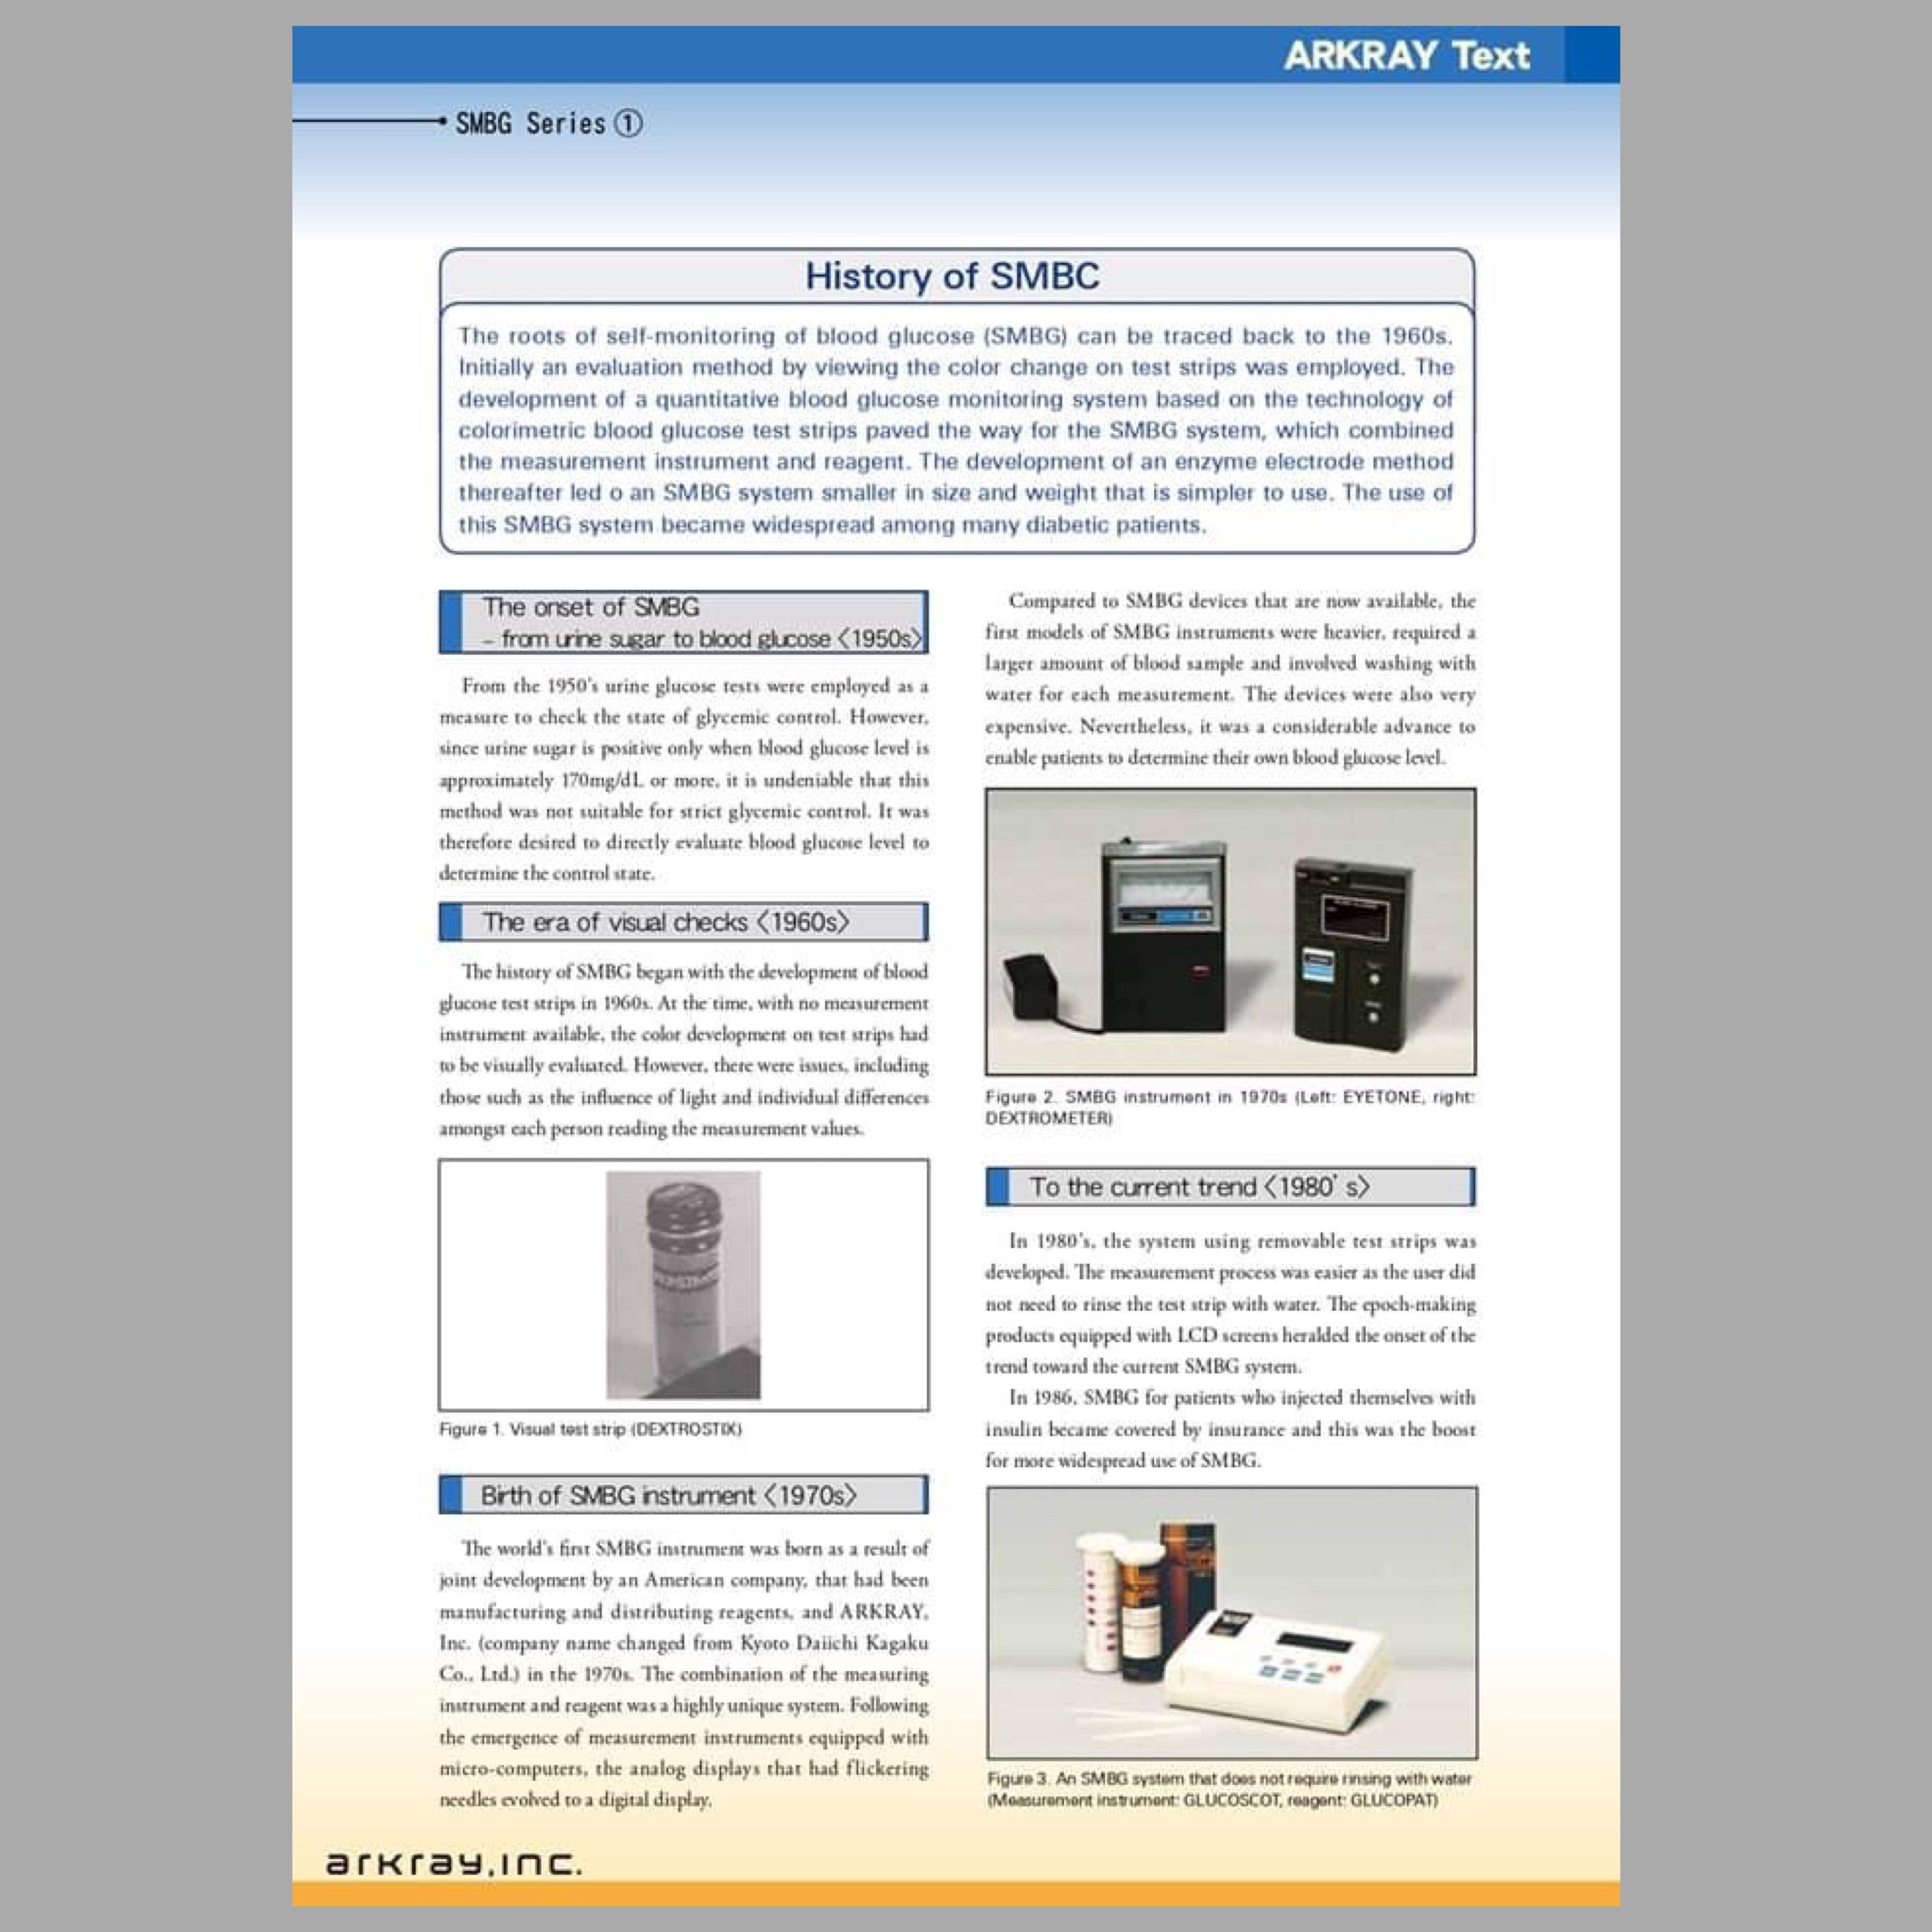 ARKRAY Text
SMBG Series ①
History of SMBC
The roots of self-monitoring of blood glucose (SMBG) can be traced back to the 1960s.
Initially an evaluation method by viewing the color change on test strips was employed. The
development of a quantitative blood glucose monitoring system based on the technology of
colorimetric blood glucose test strips paved the way for the SMBG system, which combined
the measurement instrument and reagent. The development of an enzyme electrode method
thereafter led o an SMBG system smaller in size and weight that is simpler to use. The use of
this SMBG system became widespread among many diabetic patients.
The onset of SMBG
– from urine sugar to blood glucose〈1950s〉
From the 1950's urine glucose tests were employed as a
measure to check the state of glycemic control. However,
since urine sugar is positive only when blood glucose level is
approximately 170mg/dL or more, it is undeniable that this
method was not suitable for strict glycemic control. It was
therefore desired to directly evaluate blood glucose level to
determine the control state.
The era of visual checks〈1960s〉
The history of SMBG began with the development of blood
glucose test strips in 1960s. At the time, with no measurement
instrument available, the color development on test strips had
to be visually evaluated. However, there were issues, including
those such as the influence of light and individual differences
amongst each person reading the measurement values.
Figure 1. Visual test strip (DEXTROSTIX)
Birth of SMBG instrument〈1970s〉
The world's first SMBG instrument was born as a result of
joint development by an American company, that had been
manufacturing and distributing reagents, and ARKRAY,
Inc. (company name changed from Kyoto Daiichi Kagaku
Co., Ltd.) in the 1970s. The combination of the measuring
instrument and reagent was a highly unique system. Following
the emergence of measurement instruments equipped with
micro-computers, the analog displays that had flickering
needles evolved to a digital display.
Compared to SMBG devices that are now available, the
first models of SMBG instruments were heavier, required a
larger amount of blood sample and involved washing with
water for each measurement. The devices were also very
expensive. Nevertheless, it was a considerable advance to
enable patients to determine their own blood glucose level.
Figure 2. SMBG instrument in 1970s (Left: EYETONE, right:
DEXTROMETER)
To the current trend〈1980's〉
In 1980's, the system using removable test strips was
developed. The measurement process was easier as the user did
not need to rinse the test strip with water. The epoch-making
products equipped with LCD screens heralded the onset of the
trend toward the current SMBG system.
In 1986, SMBG for patients who injected themselves with
insulin became covered by insurance and this was the boost
for more widespread use of SMBG.
Figure 3. An SMBG system that does not require rinsing with water
(Measurement instrument: GLUCOSCOT, reagent: GLUCOPAT)
arkray,inc.